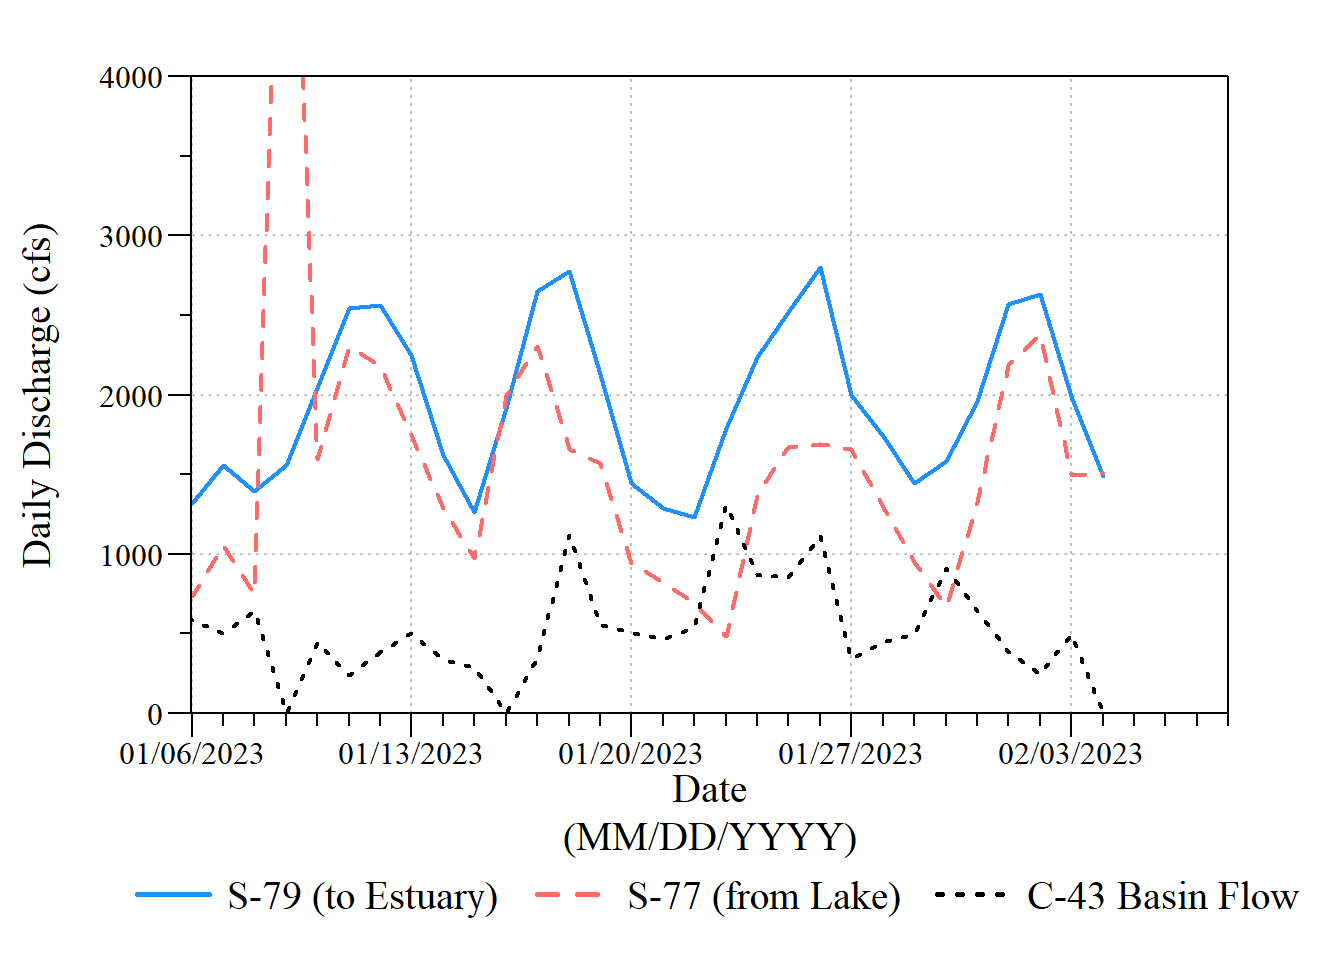 4000
3000
2000
1000
0
Daily Discharge (cfs)
01/06/2023 01/13/2023 01/20/2023 01/27/2023 02/03/2023
Date
(MM/DD/YYYY)
S-79 (to Estuary) S-77 (from Lake) C-43 Basin Flow